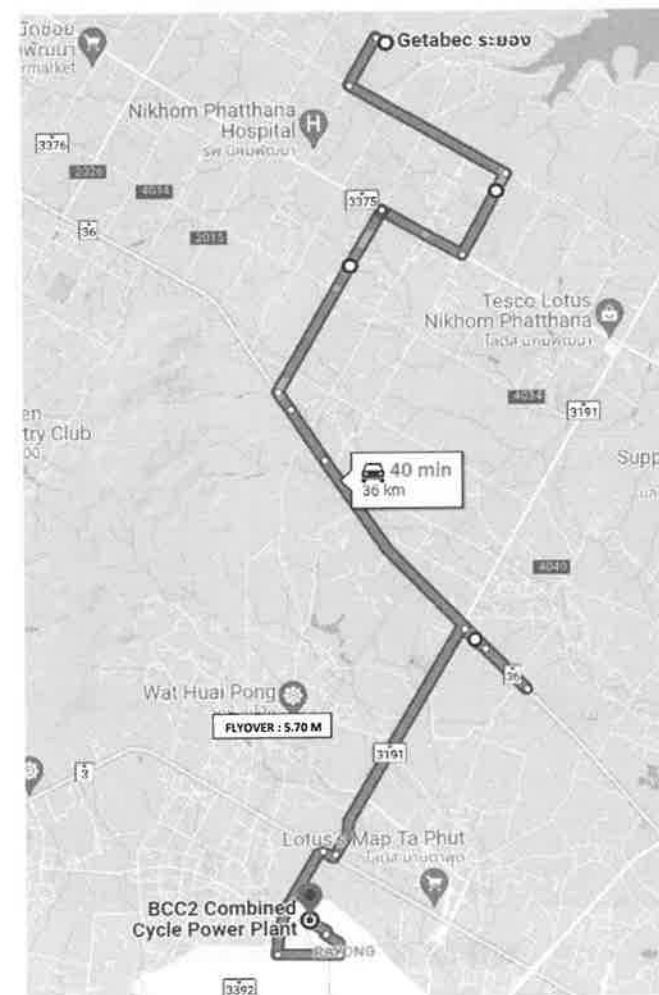 Getabec ระยอง
Nikhom Phatthana
Hospital
รพ.นิคมพัฒนา
3376
4014
36
2015
3375
Tesco Lotus
Nikhom Phatthana
4034
3191
try Club
40 min
36 km
4040
36
Wat Huai Pong
FLYOVER : 5.70 M
3
3191
Lotus's Map Ta Phut
BCC2 Combined
Cycle Power Plant
RAYONG
3392